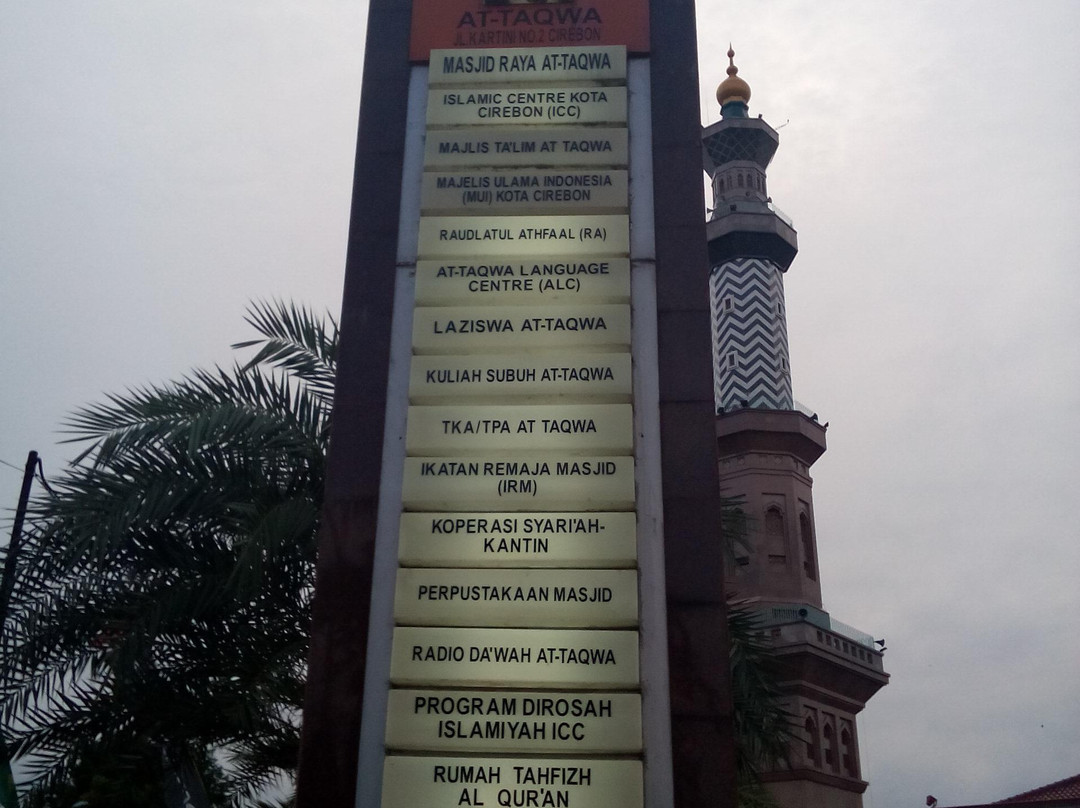 AT-TAQWA
JL.KARTINI NO.2 CIREBON
MASJID RAYA AT-TAQWA
ISLAMIC CENTRE KOTA
CIREBON (ICC)
MAJLIS TA'LIM AT TAQWA
MAJELIS ULAMA INDONESIA
(MUI) KOTA CIREBON
RAUDLATUL ATHFAAL (RA)
AT-TAQWA LANGUAGE
CENTRE (ALC)
LAZISWA AT-TAQWA
KULIAH SUBUH AT-TAQWA
TKA/TPA AT TAQWA
IKATAN REMAJA MASJID
(IRM)
KOPERASI SYARI'AH-
KANTIN
PERPUSTAKAAN MASJID
RADIO DA'WAH AT-TAQWA
PROGRAM DIROSAH
ISLAMIYAH ICC
RUMAH TAHFIZH
AL QUR'AN